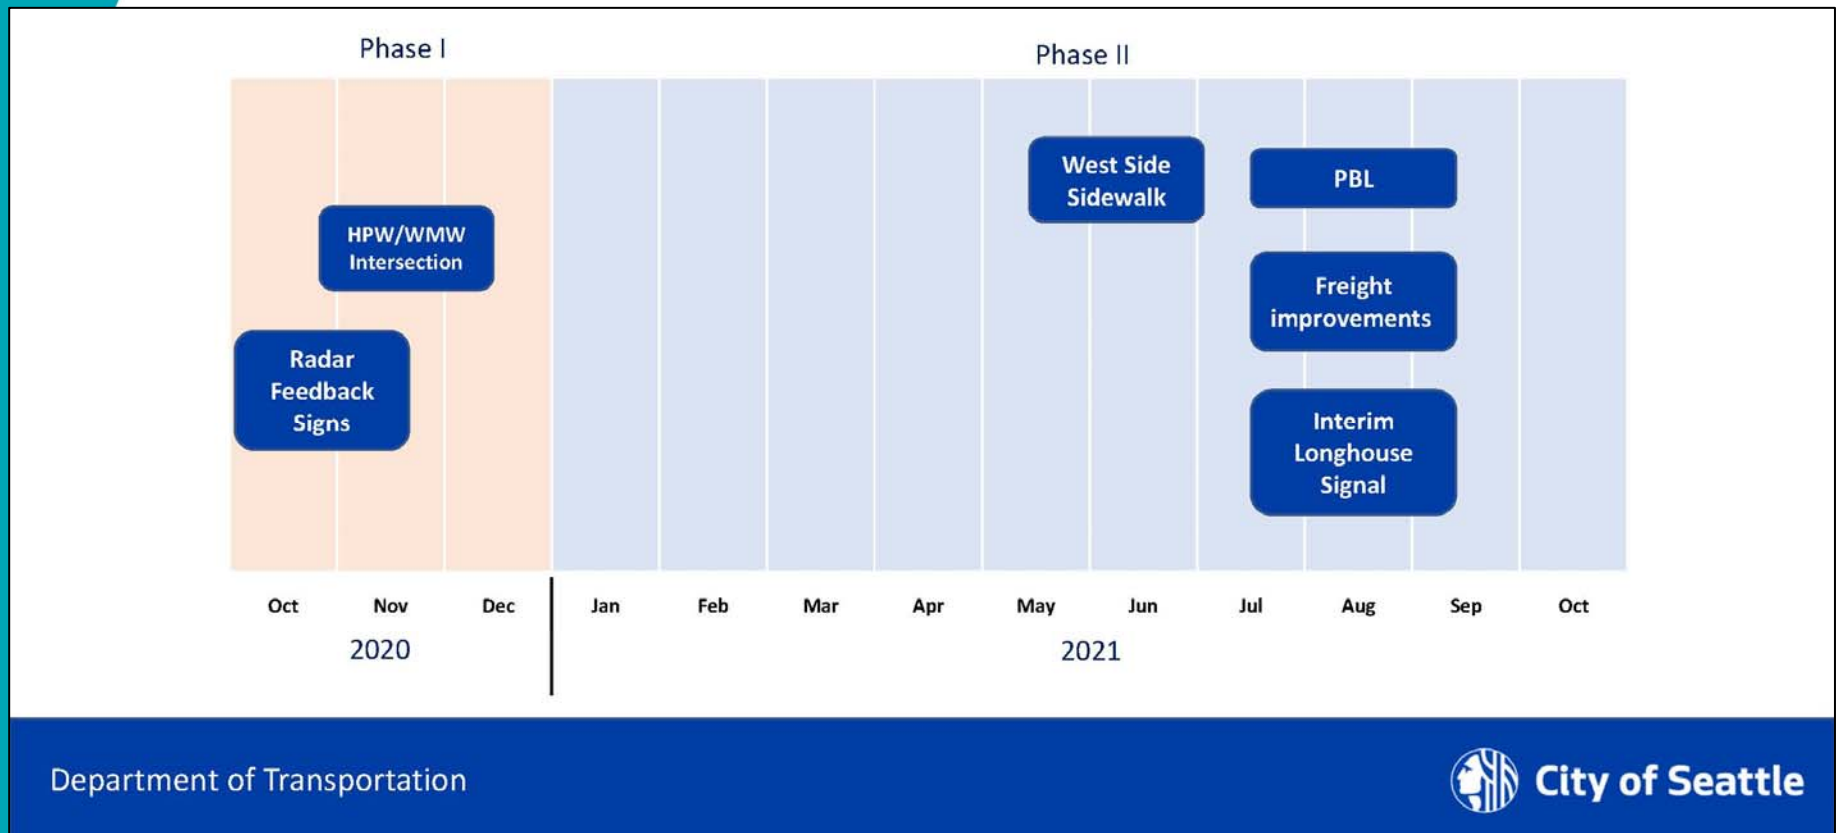 Phase I
Phase II
West Side
Sidewalk
PBL
HPW/WMW
Intersection
Freight
improvements
Radar
Feedback
Signs
Interim
Longhouse
Signal
Oct Nov Dec Jan Feb Mar Apr May Jun Jul Aug Sep Oct
2020 2021
Department of Transportation
City of Seattle